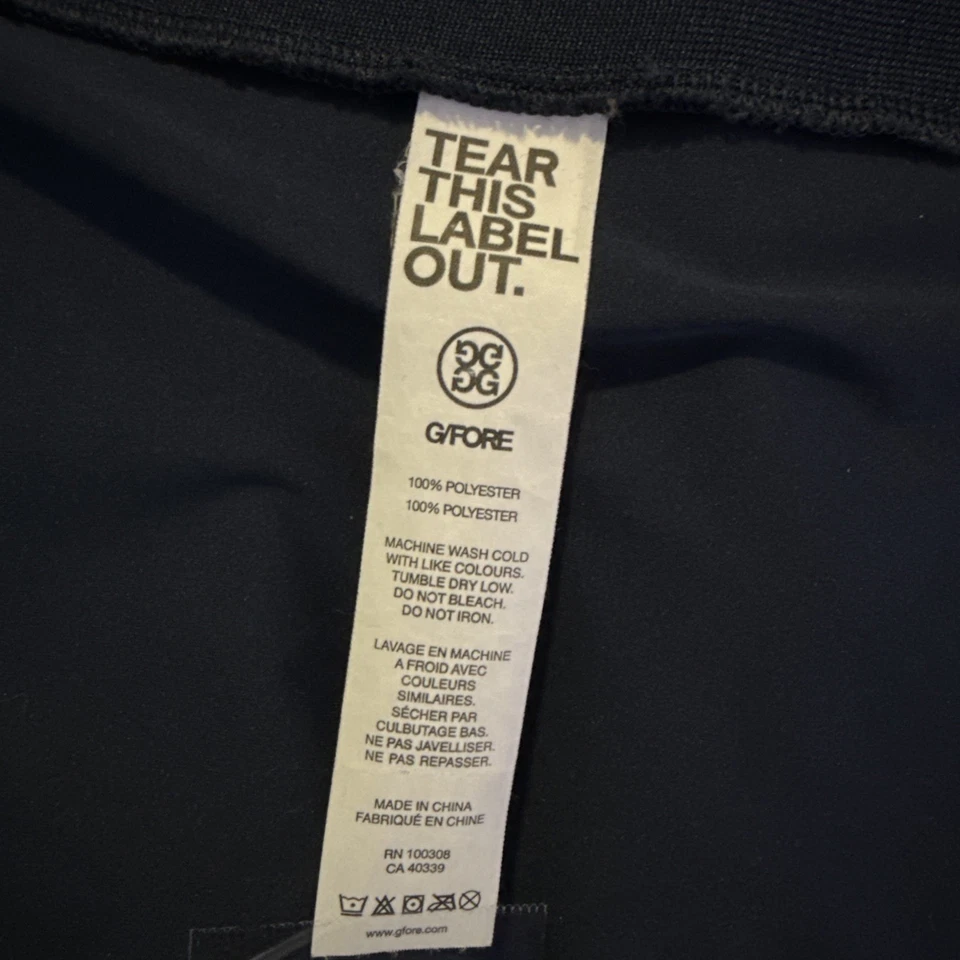 TEAR
THIS
LABEL
OUT.
G/FORE
100% POLYESTER
100% POLYESTER
MACHINE WASH COLD
WITH LIKE COLOURS.
TUMBLE DRY LOW.
DO NOT BLEACH.
DO NOT IRON.
LAVAGE EN MACHINE
A FROID AVEC
COULEURS
SIMILAIRES.
SÉCHER PAR
CULBUTAGE BAS.
NE PAS JAVELLISER.
NE PAS REPASSER.
MADE IN CHINA
FABRIQUÉ EN CHINE
RN 100308
CA 40339
www.gfore.com